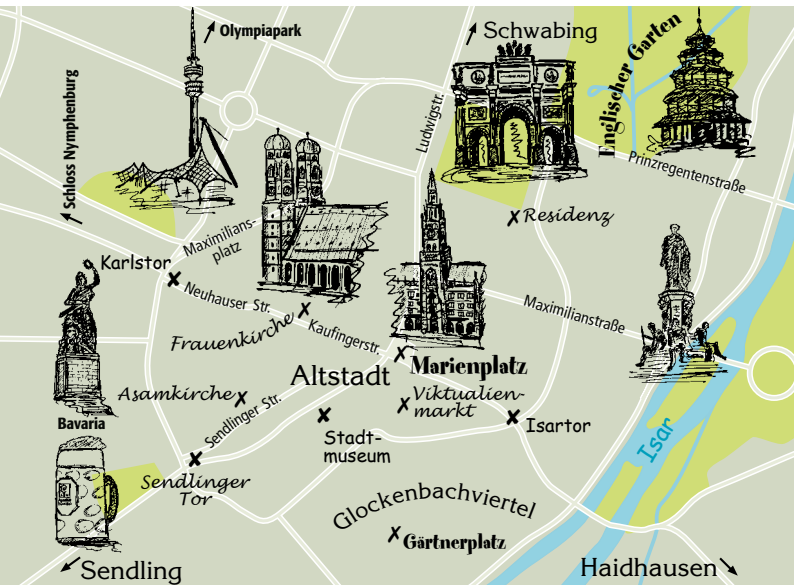 Olympiapark
Schwabing
Englischer Garten
Schloss Nymphenburg
Ludwigstr.
Prinzregentenstraße
Residenz
Maximilians-
platz
Karlstor
Neuhauser Str.
Maximilianstraße
Frauenkirche
Kaufingerstr.
Marienplatz
Altstadt
Asamkirche
Viktualien-
markt
Sendlinger Str.
Bavaria
Stadt-
museum
Isartor
Isar
Sendlinger
Tor
Glockenbachviertel
Gärtnerplatz
Sendling
Haidhausen